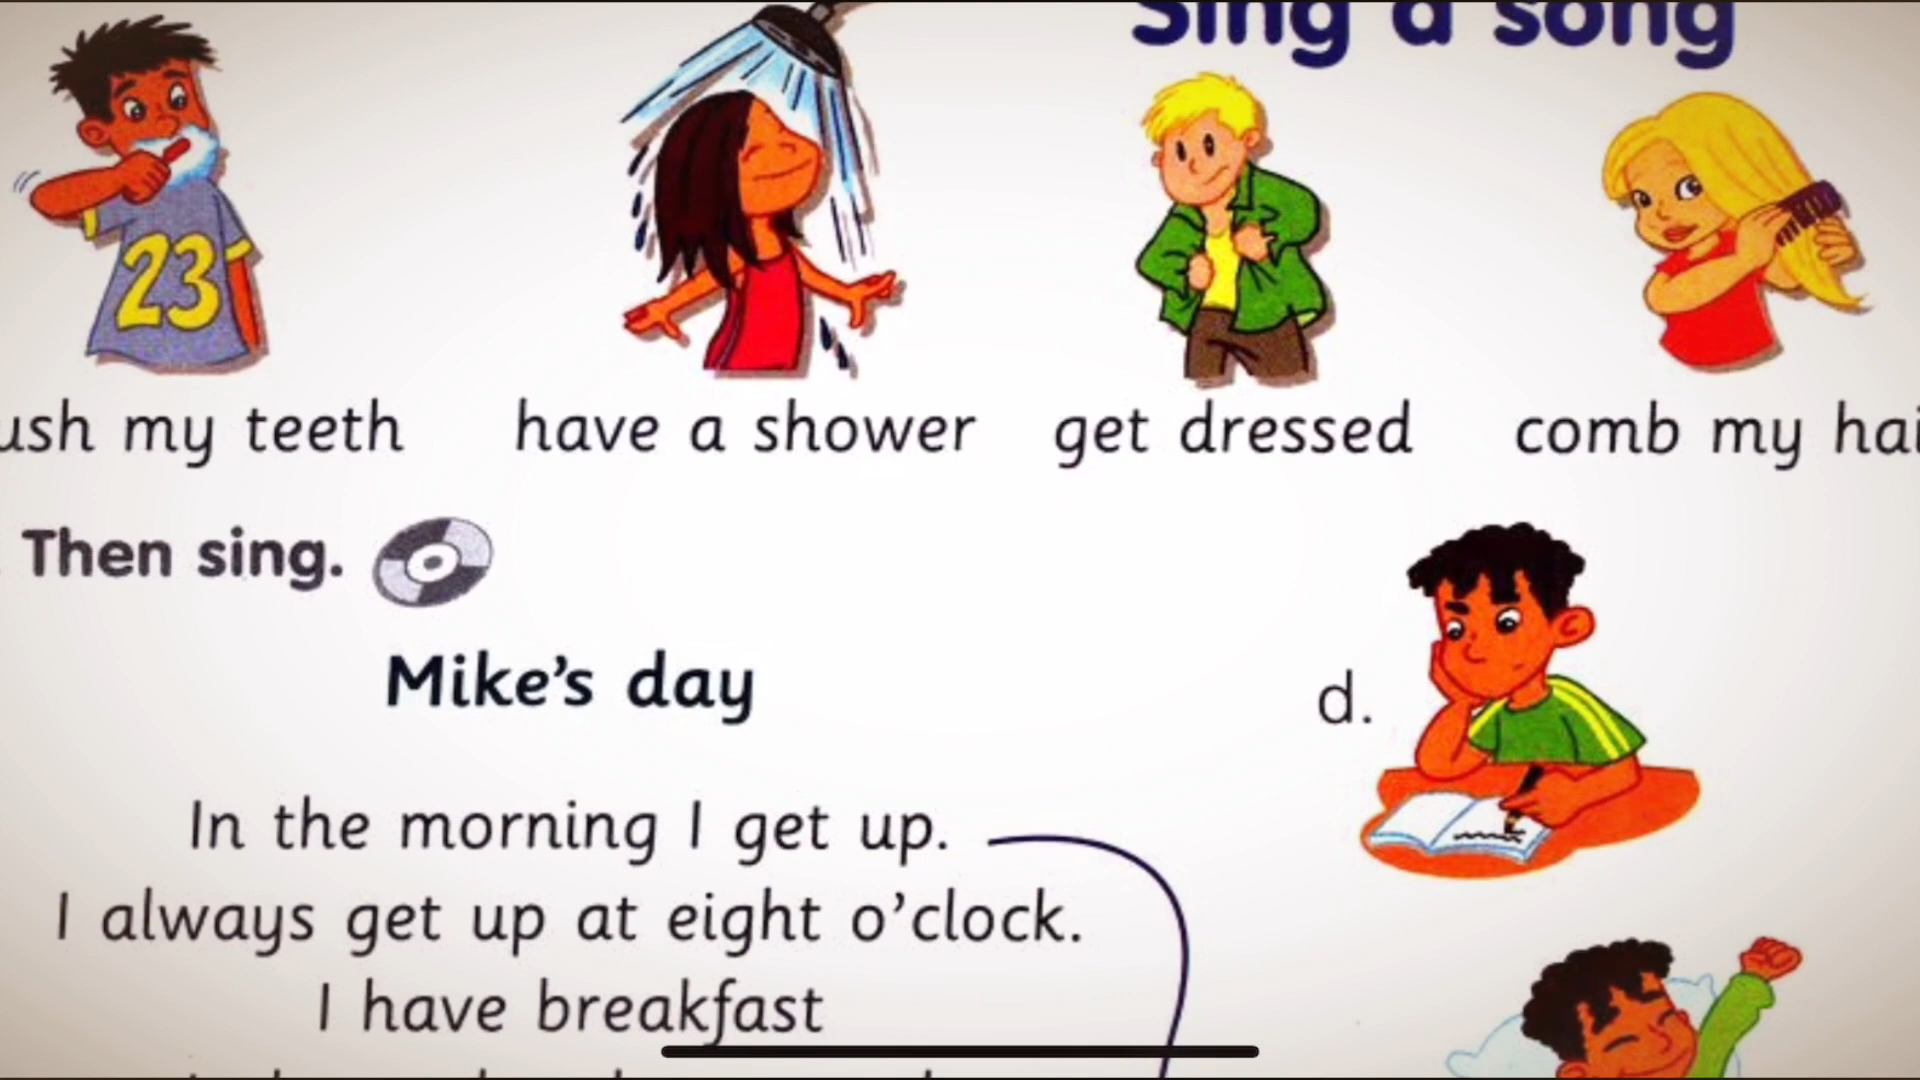 Sing a song
23
ush my teeth
have a shower
get dressed
comb my hai
Then sing.
Mike's day
d.
In the morning I get up.
I always get up at eight o'clock.
I have breakfast